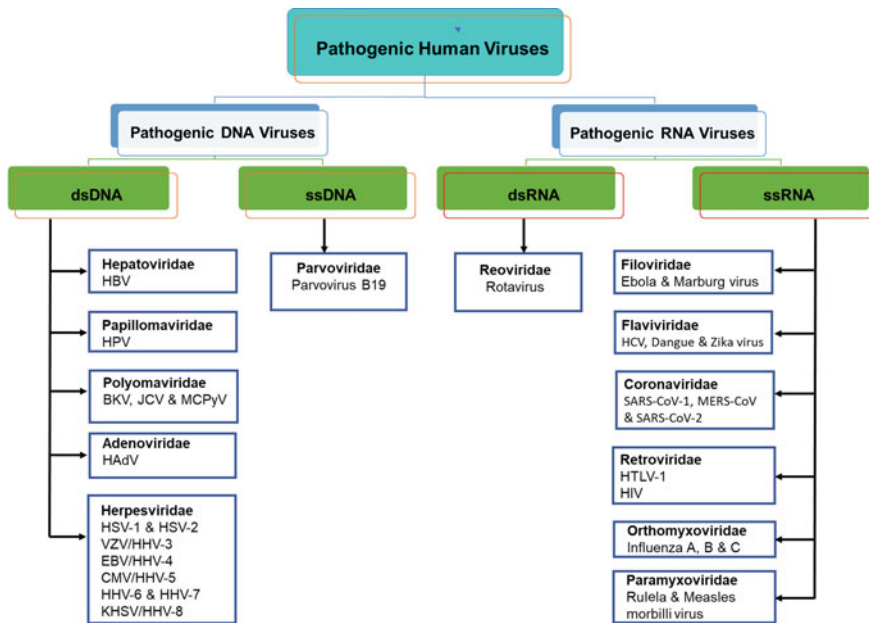 Pathogenic Human Viruses
Pathogenic DNA Viruses
Pathogenic RNA Viruses
dsDNA
ssDNA
dsRNA
ssRNA
Hepatoviridae
HBV
Papillomaviridae
HPV
Polyomaviridae
BKV, JCV & MCPyV
Adenoviridae
HAdV
Herpesviridae
HSV-1 & HSV-2
VZV/HHV-3
EBV/HHV-4
CMV/HHV-5
HHV-6 & HHV-7
KHSV/HHV-8
Parvoviridae
Parvovirus B19
Reoviridae
Rotavirus
Filoviridae
Ebola & Marburg virus
Flaviviridae
HCV, Dangue & Zika virus
Coronaviridae
SARS-CoV-1, MERS-CoV
& SARS-CoV-2
Retroviridae
HTLV-1
HIV
Orthomyxoviridae
Influenza A, B & C
Paramyxoviridae
Rulela & Measles
morbilli virus